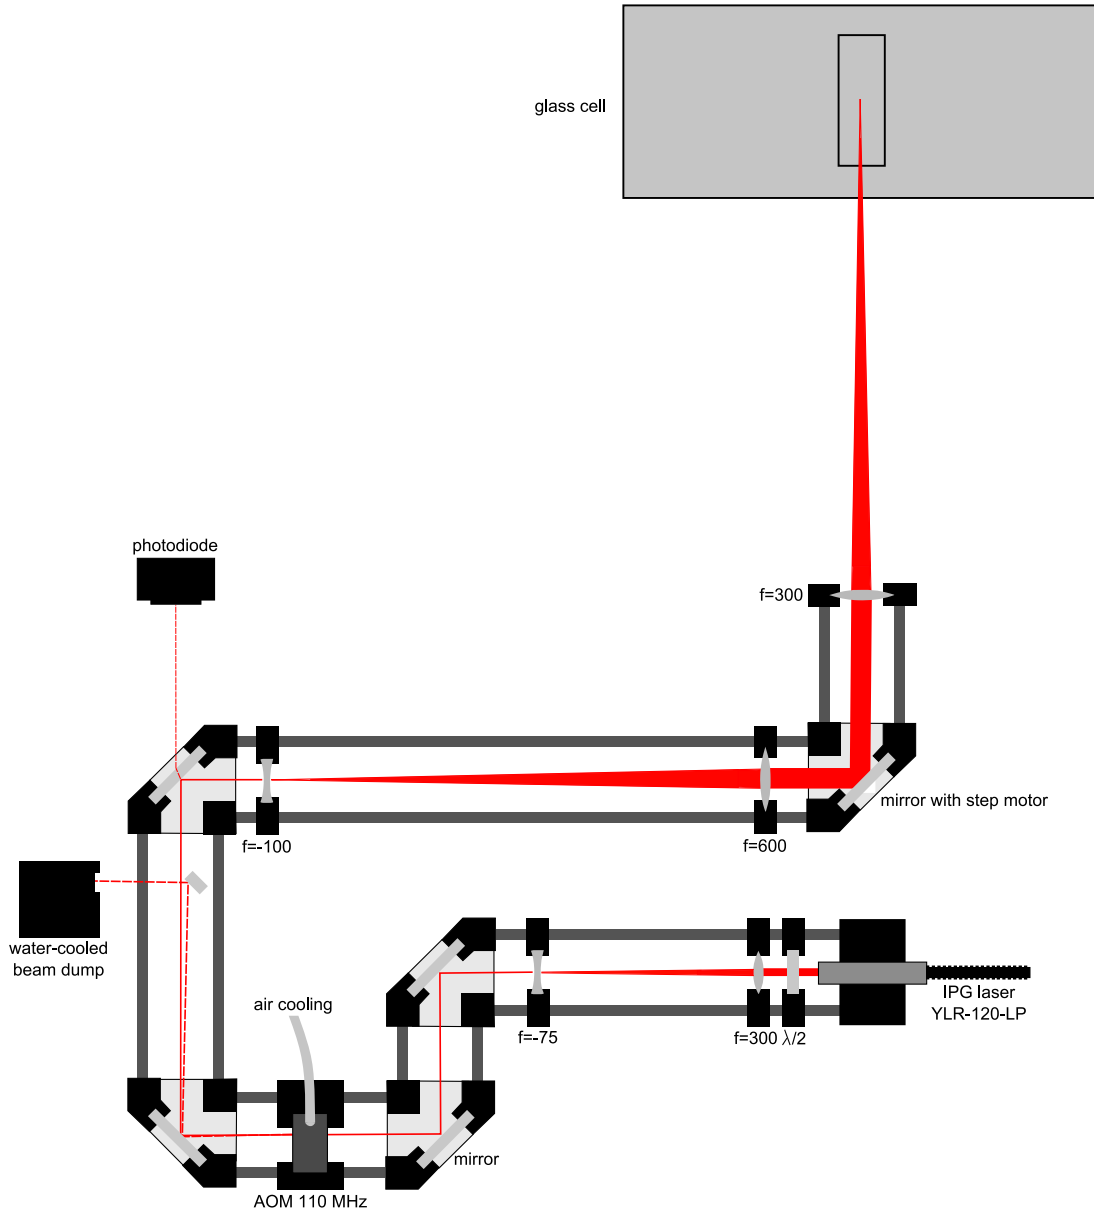 glass cell
photodiode
f=300
mirror with step motor
f=-100
f=600
water-cooled
beam dump
air cooling
IPG laser
YLR-120-LP
f=-75
f=300 λ/2
mirror
AOM 110 MHz